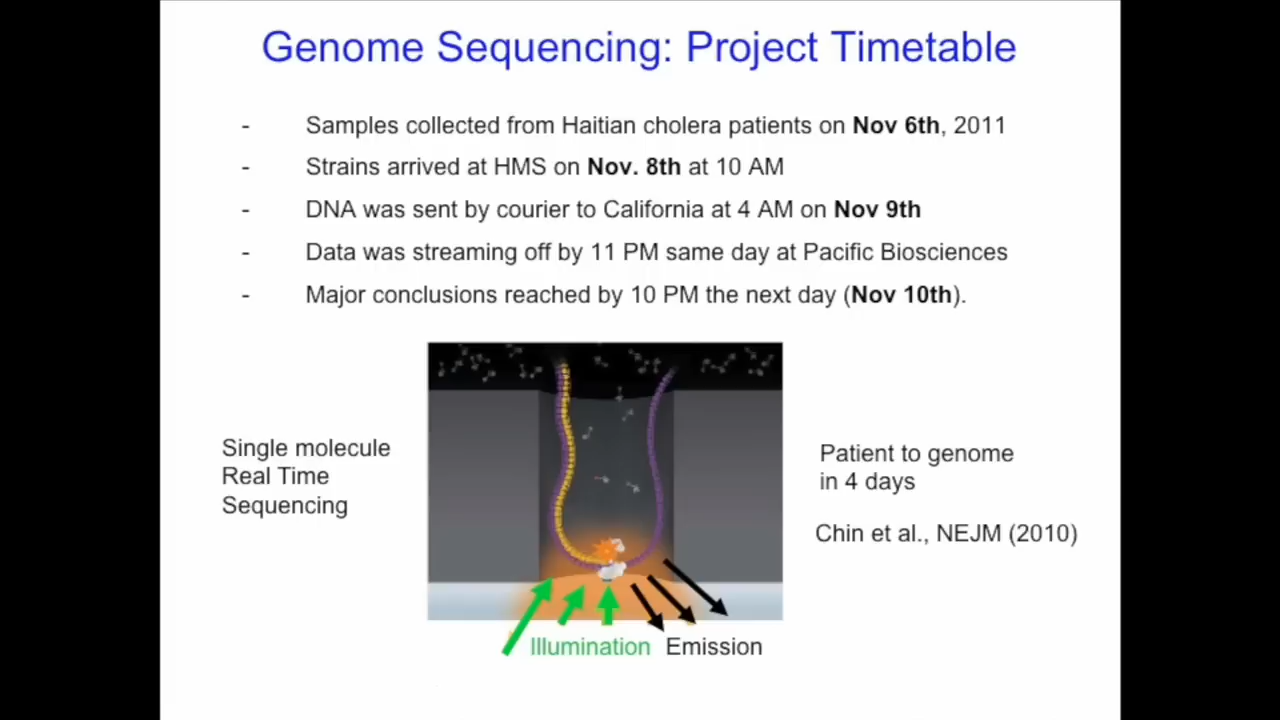 Genome Sequencing: Project Timetable
- Samples collected from Haitian cholera patients on Nov 6th, 2011
- Strains arrived at HMS on Nov. 8th at 10 AM
- DNA was sent by courier to California at 4 AM on Nov 9th
- Data was streaming off by 11 PM same day at Pacific Biosciences
- Major conclusions reached by 10 PM the next day (Nov 10th).
Single molecule
Real Time
Sequencing
Patient to genome
in 4 days
Chin et al., NEJM (2010)
Illumination Emission